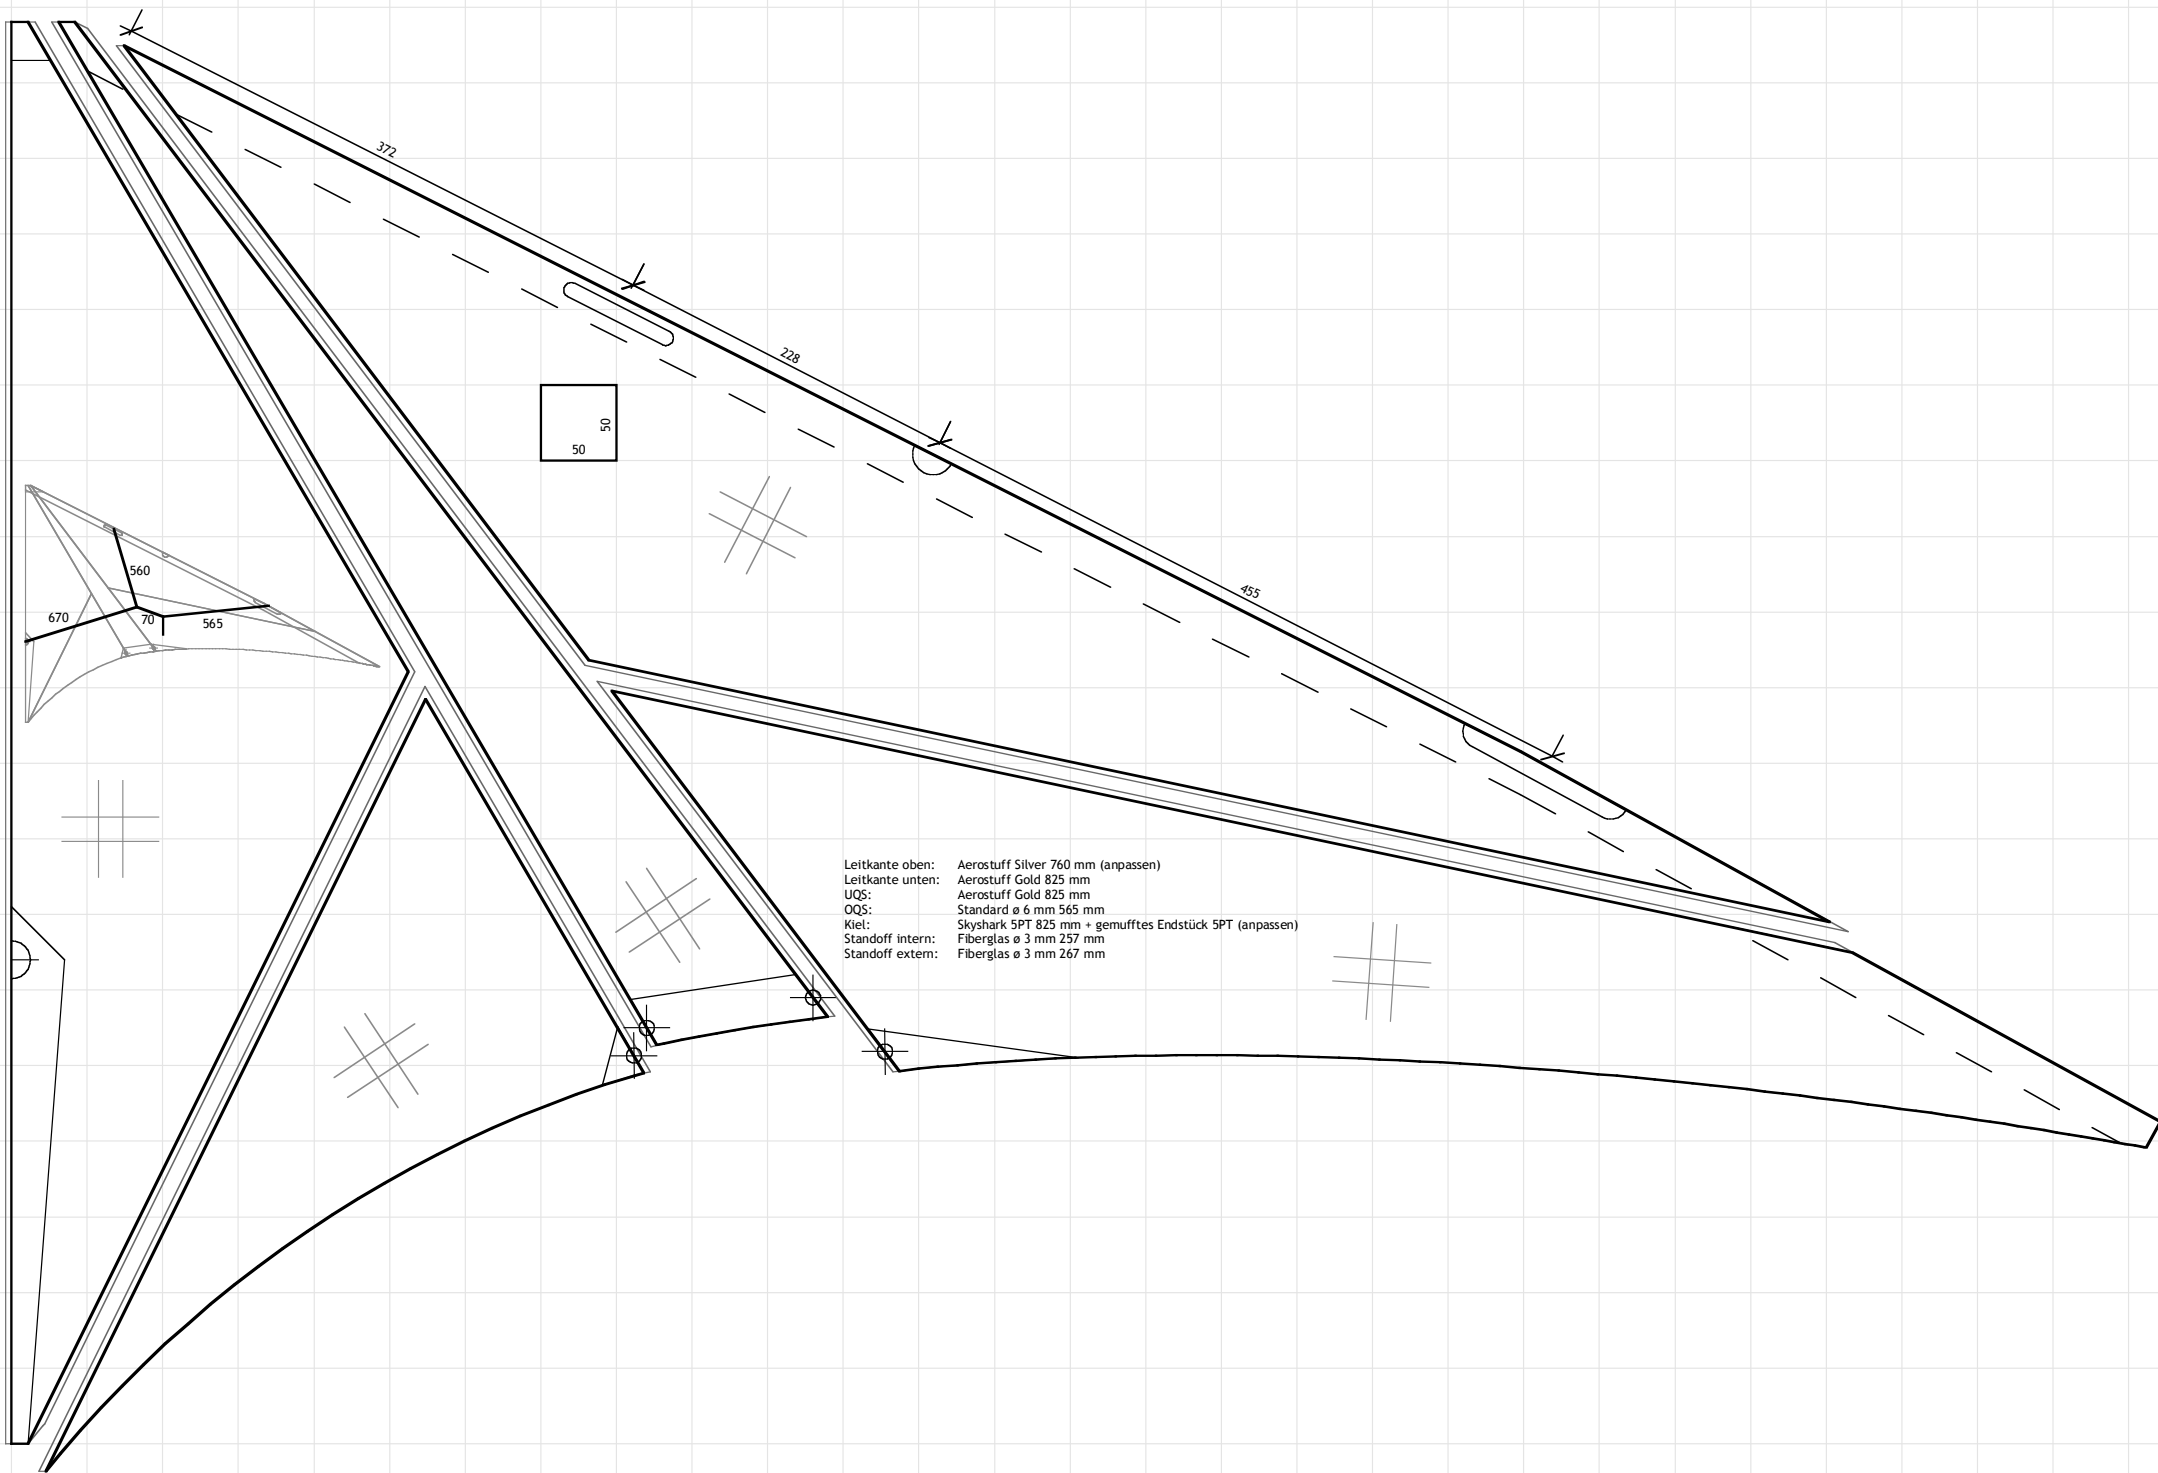 372
228
50
50
455
560
670
70
565
Leitkante oben: Aerostuff Silver 760 mm (anpassen)
Leitkante unten: Aerostuff Gold 825 mm
UQS: Aerostuff Gold 825 mm
OQS: Standard ø 6 mm 565 mm
Kiel: Skyshark 5PT 825 mm + gemufftes Endstück 5PT (anpassen)
Standoff intern: Fiberglas ø 3 mm 257 mm
Standoff extern: Fiberglas ø 3 mm 267 mm